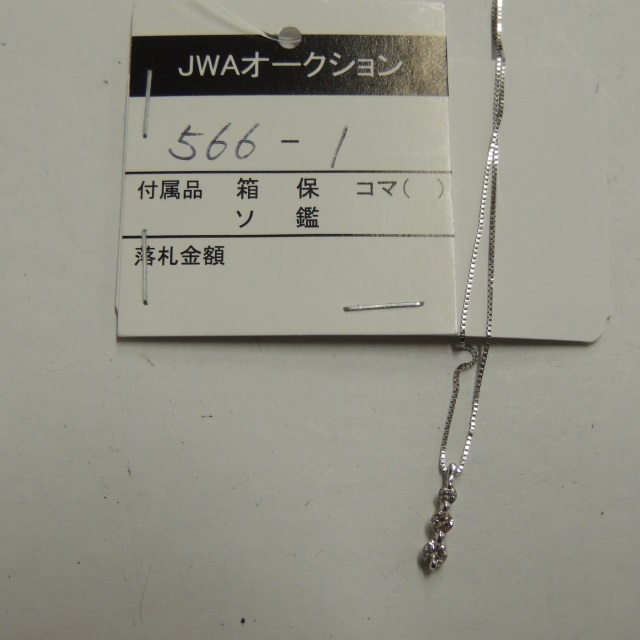 JWAオークション
566-1
付属品 箱 保 コマ( )
ソ 鑑
落札金額